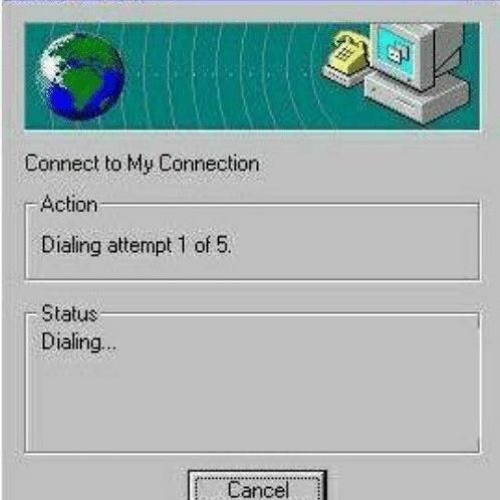 Connect to My Connection
Action
Dialing attempt 1 of 5.
Status
Dialing...
Cancel